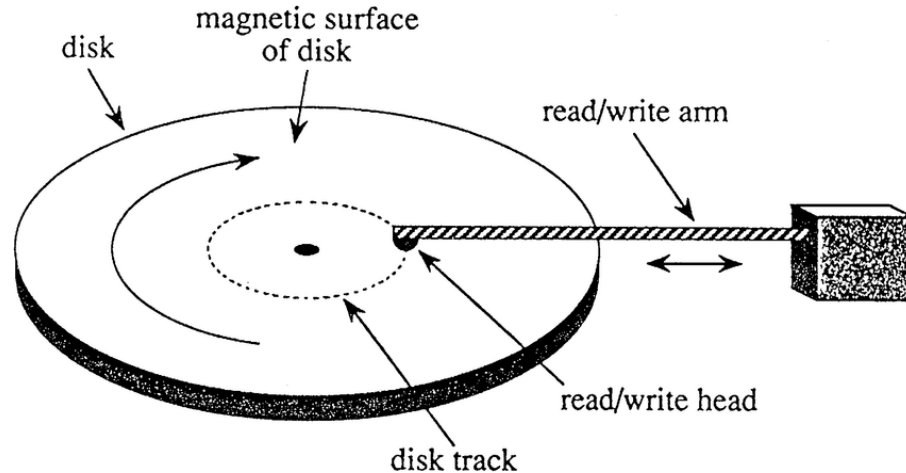 magnetic surface
of disk
disk
read/write arm
read/write head
disk track